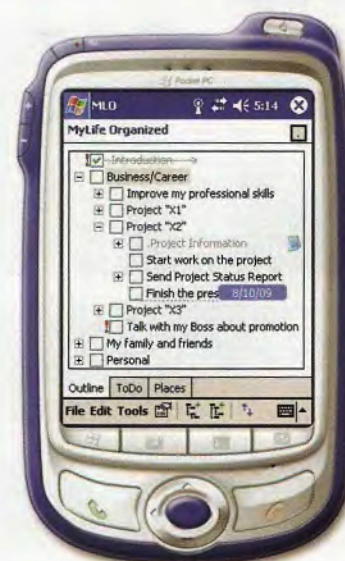 Pocket PC
MLO 5:14
MyLife Organized
Introduction
Business/Career
Improve my professional skills
Project "X1"
Project "X2"
.Project Information
Start work on the project
Send Project Status Report
Finish the pres 8/10/09
Project "X3"
Talk with my Boss about promotion
My family and friends
Personal
Outline ToDo Places
File Edit Tools